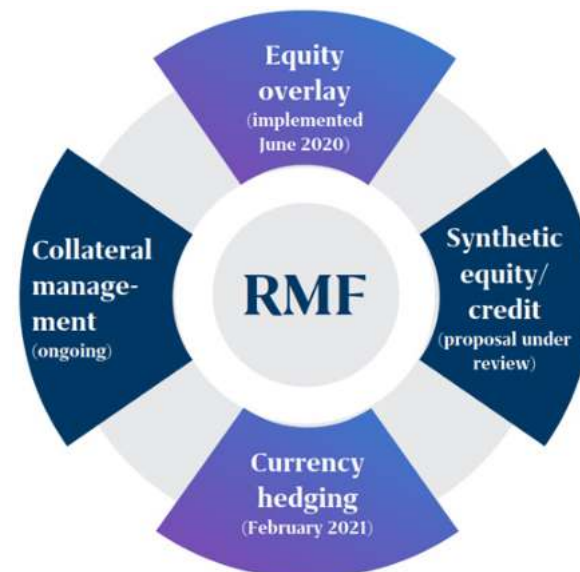 Equity
overlay
(implemented
June 2020)
Collateral
manage-
ment
(ongoing)
RMF
Synthetic
equity/
credit
(proposal under
review)
Currency
hedging
(February 2021)